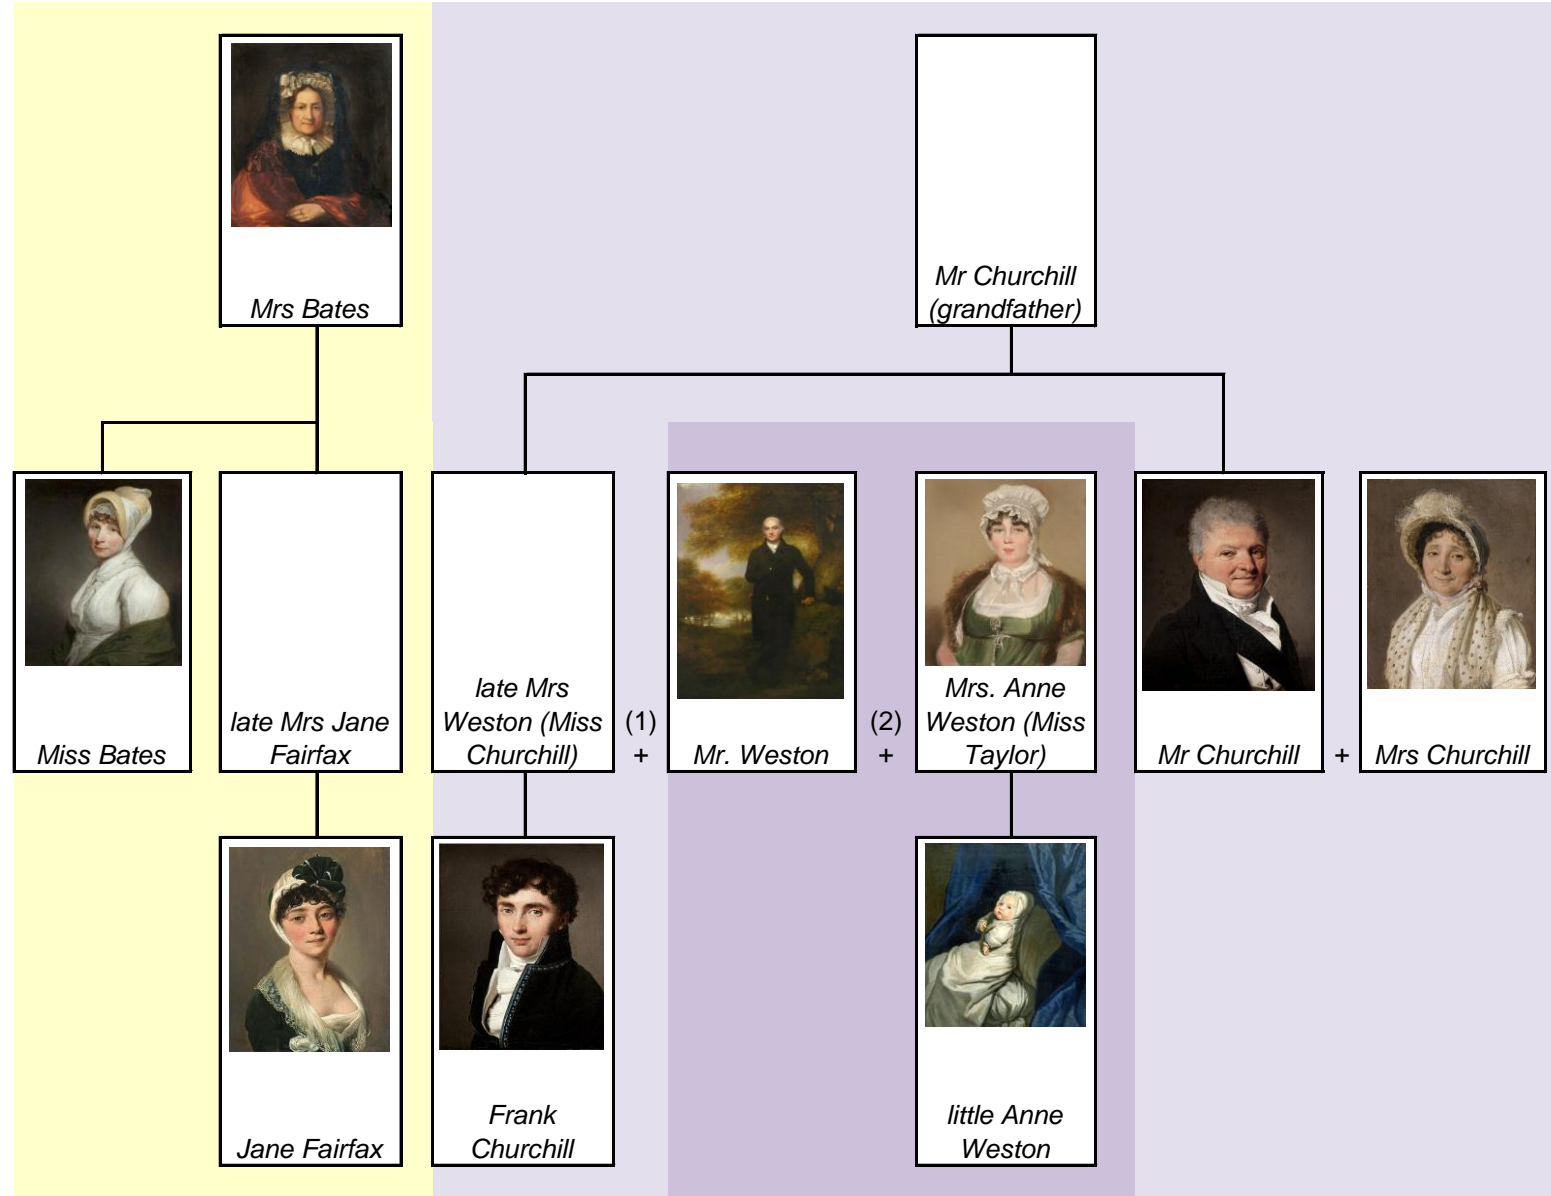 Mrs Bates
Mr Churchill
(grandfather)
Miss Bates
late Mrs Jane
Fairfax
late Mrs
Weston (Miss
Churchill)
(1)
+
Mr. Weston
(2)
+
Mrs. Anne
Weston (Miss
Taylor)
Mr Churchill
+
Mrs Churchill
Jane Fairfax
Frank
Churchill
little Anne
Weston